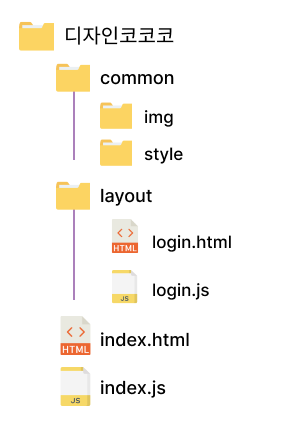 디자인코코코
common
img
style
layout
login.html
JS
login.js
HTML
index.html
JS
index.js